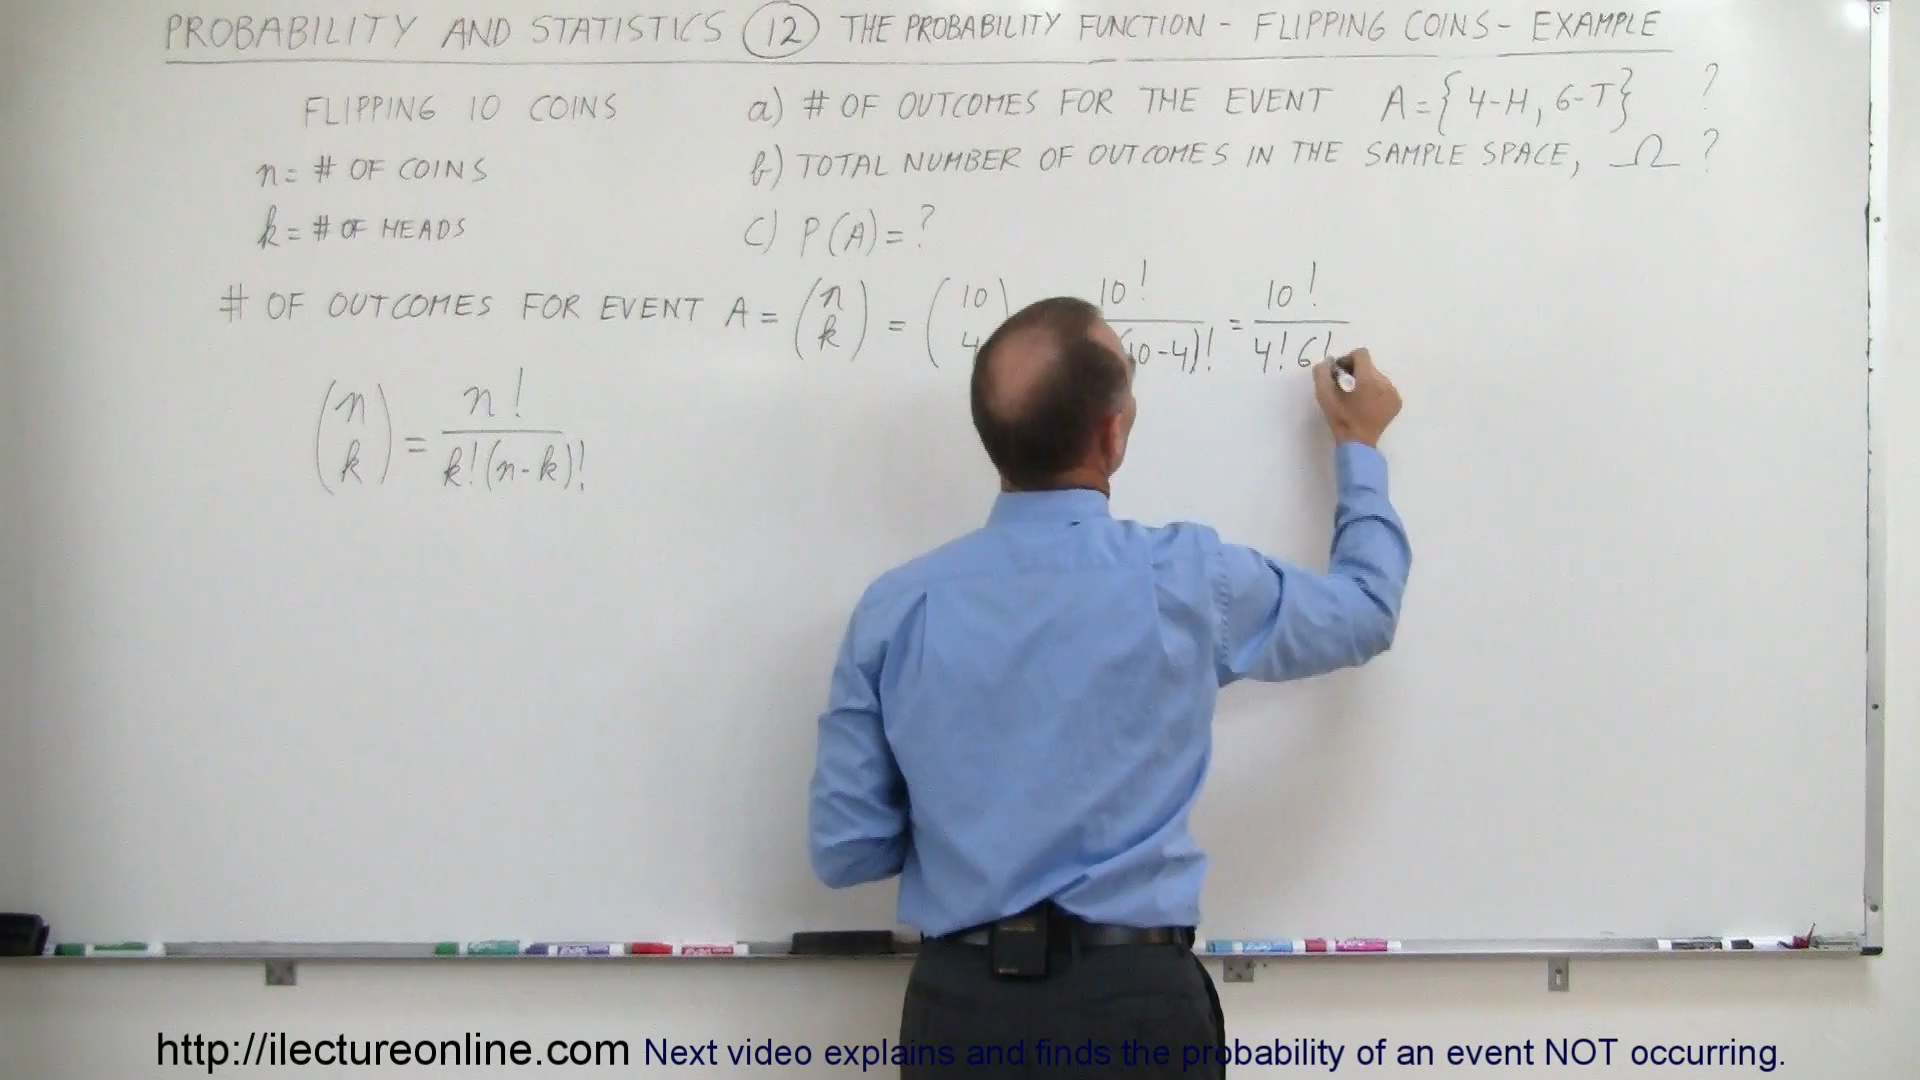 PROBABILITY AND STATISTICS 12 THE PROBABILITY FUNCTION - FLIPPING COINS - EXAMPLE
FLIPPING 10 COINS
n = # OF COINS
k = # OF HEADS
a) # OF OUTCOMES FOR THE EVENT A = {4-H, 6-T} ?
b) TOTAL NUMBER OF OUTCOMES IN THE SAMPLE SPACE, Ω ?
c) P(A) = ?
# OF OUTCOMES FOR EVENT A = (n k) = (10 4) 10! / (10-4)! = 10! / 4! 6!
(n k) = n! / k!(n-k)!
http://ilectureonline.com Next video explains and finds the probability of an event NOT occurring.